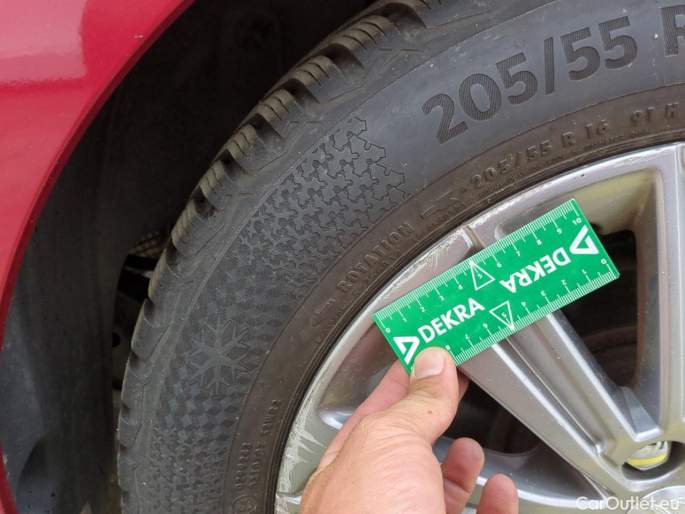 205/55 R
205/55 R 16 91 H
ROTATION
DEKRA
DEKRA
CarOutlet.eu